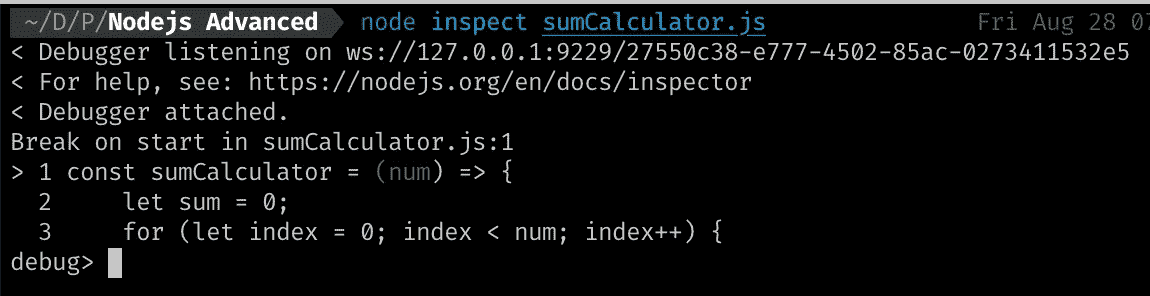 ~/D/P/Nodejs Advanced node inspect sumCalculator.js Fri Aug 28 07
< Debugger listening on ws://127.0.0.1:9229/27550c38-e777-4502-85ac-0273411532e5
< For help, see: https://nodejs.org/en/docs/inspector
< Debugger attached.
Break on start in sumCalculator.js:1
> 1 const sumCalculator = (num) => {
  2     let sum = 0;
  3     for (let index = 0; index < num; index++) {
debug>